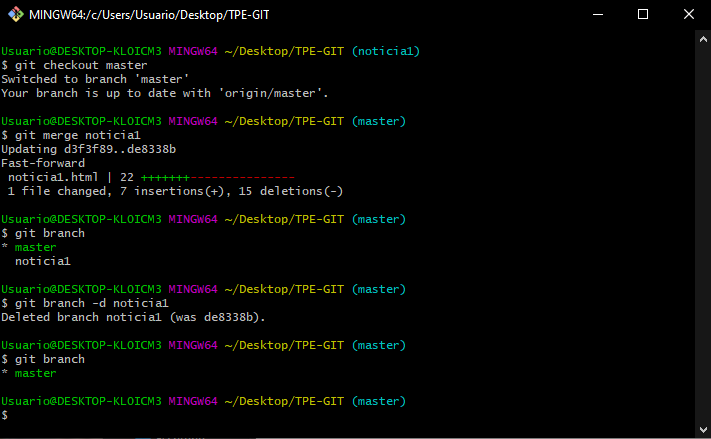 MINGW64:/c/Users/Usuario/Desktop/TPE-GIT
Usuario@DESKTOP-KLOICM3 MINGW64 ~/Desktop/TPE-GIT (noticia1)
$ git checkout master
Switched to branch 'master'
Your branch is up to date with 'origin/master'.
Usuario@DESKTOP-KLOICM3 MINGW64 ~/Desktop/TPE-GIT (master)
$ git merge noticia1
Updating d3f3f89..de8338b
Fast-forward
 noticia1.html | 22 +++++++---------------
 1 file changed, 7 insertions(+), 15 deletions(-)
Usuario@DESKTOP-KLOICM3 MINGW64 ~/Desktop/TPE-GIT (master)
$ git branch
* master
  noticia1
Usuario@DESKTOP-KLOICM3 MINGW64 ~/Desktop/TPE-GIT (master)
$ git branch -d noticia1
Deleted branch noticia1 (was de8338b).
Usuario@DESKTOP-KLOICM3 MINGW64 ~/Desktop/TPE-GIT (master)
$ git branch
* master
Usuario@DESKTOP-KLOICM3 MINGW64 ~/Desktop/TPE-GIT (master)
$